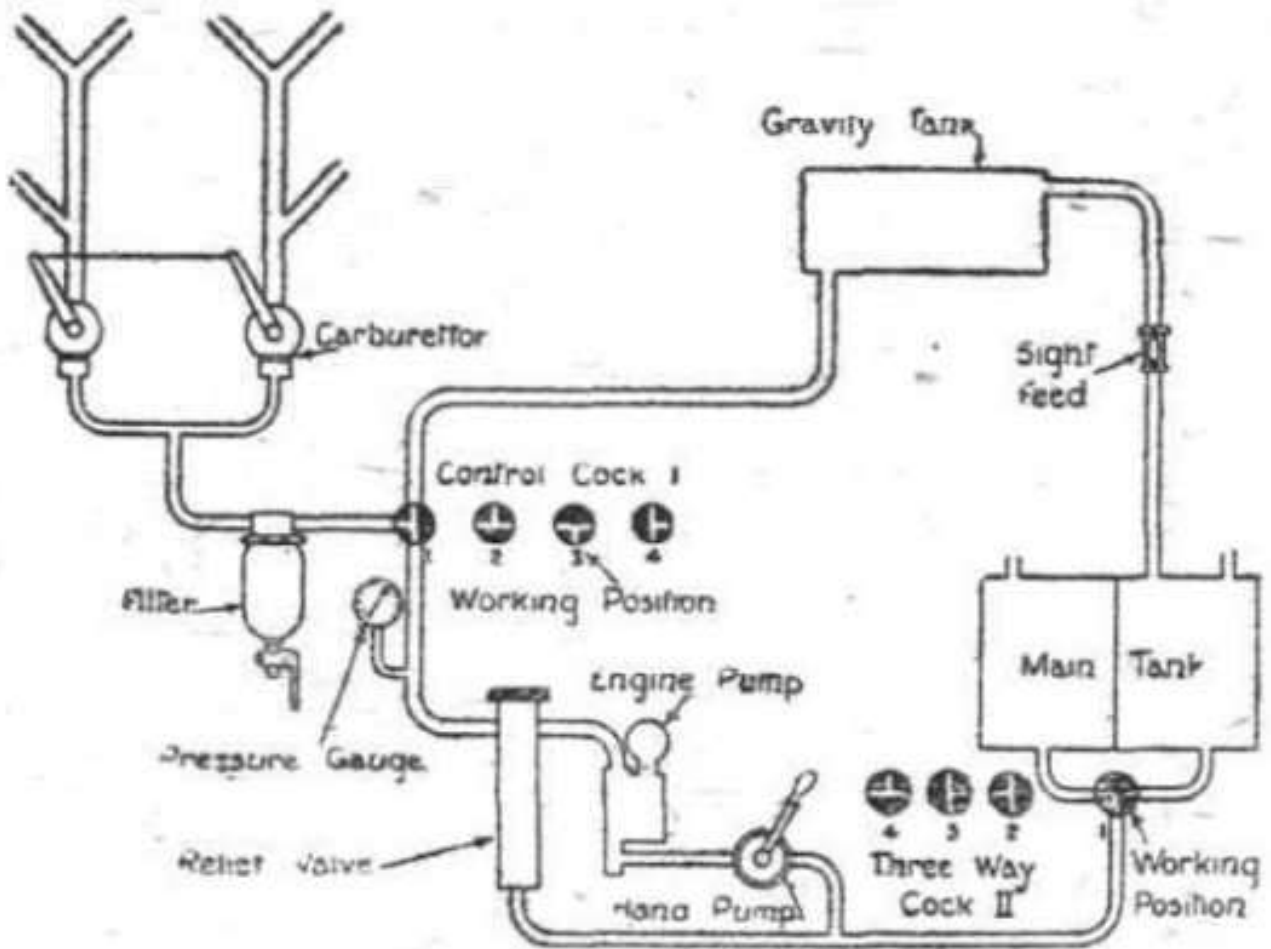 Gravity Tank
Carburettor
Sight
feed
Control Cock I
1 2 3 4
Working Position
Filter
Main Tank
Engine Pump
Pressure Gauge
4 3 2 1
Relief Valve
Three Way
Cock II
Working
Position
Hand Pump